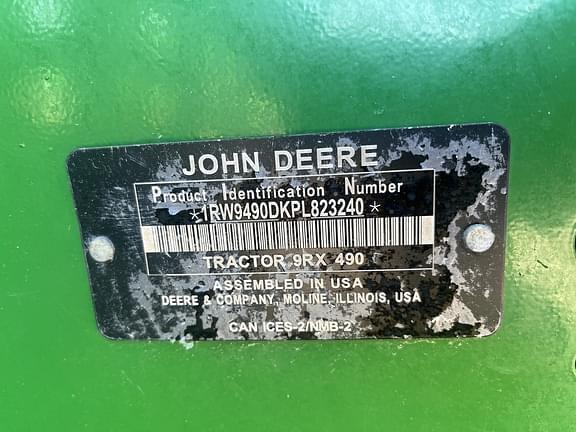 JOHN DEERE
Product Identification Number
*1RW9490DKPL823240*
TRACTOR 9RX 490
ASSEMBLED IN USA
DEERE & COMPANY, MOLINE, ILLINOIS, USA
CAN ICES-2/NMB-2